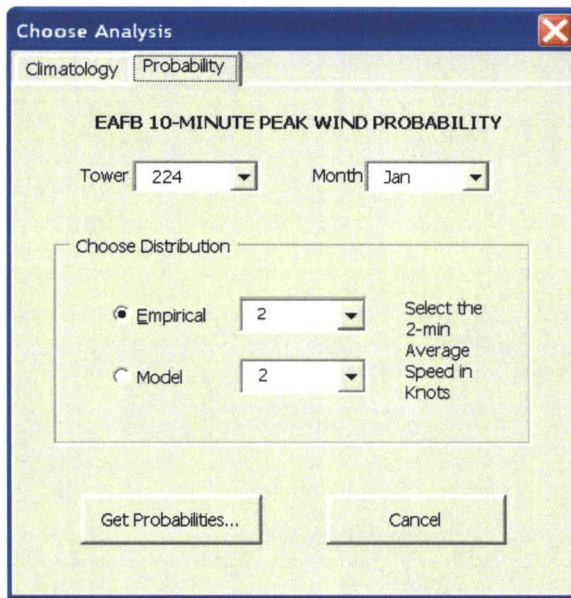 Choose Analysis
Climatology Probability
EAFB 10-MINUTE PEAK WIND PROBABILITY
Tower 224 Month Jan
Choose Distribution
Empirical 2
Model 2
Select the
2-min
Average
Speed in
Knots
Get Probabilities... Cancel